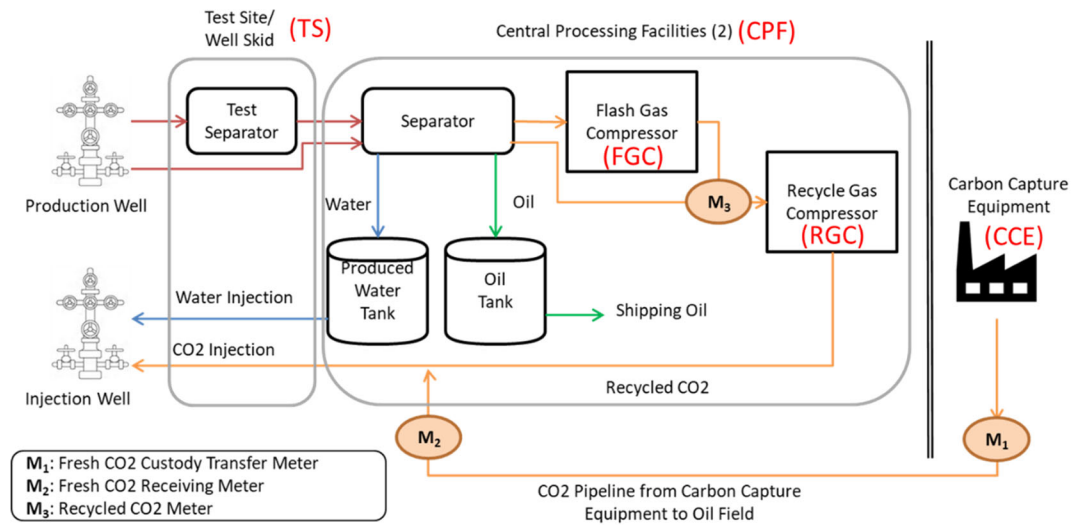 Test Site/
Well Skid
(TS)
Central Processing Facilities (2) (CPF)
Test
Separator
Separator
Flash Gas
Compressor
(FGC)
Production Well
Water
Oil
M3
Recycle Gas
Compressor
(RGC)
Carbon Capture
Equipment
(CCE)
Produced
Water
Tank
Oil
Tank
Water Injection
Shipping Oil
CO2 Injection
Injection Well
Recycled CO2
M2
M1
M1: Fresh CO2 Custody Transfer Meter
M2: Fresh CO2 Receiving Meter
M3: Recycled CO2 Meter
CO2 Pipeline from Carbon Capture
Equipment to Oil Field